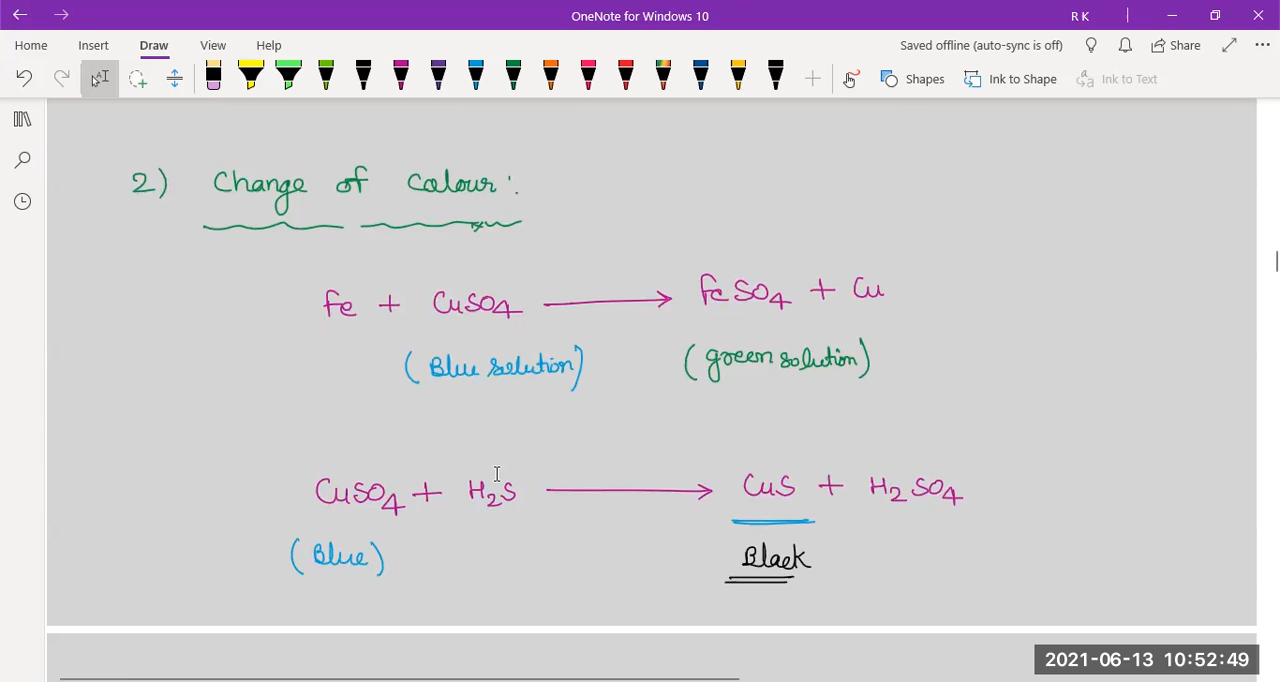 OneNote for Windows 10
R K
Home Insert Draw View Help
Saved offline (auto-sync is off) Share
Shapes Ink to Shape Ink to Text
2) Change of Colour:
Fe + CuSO4 → FeSO4 + Cu
(Blue solution) (green solution)
CuSO4 + H2S → CuS + H2SO4
(Blue) Black
2021-06-13 10:52:49